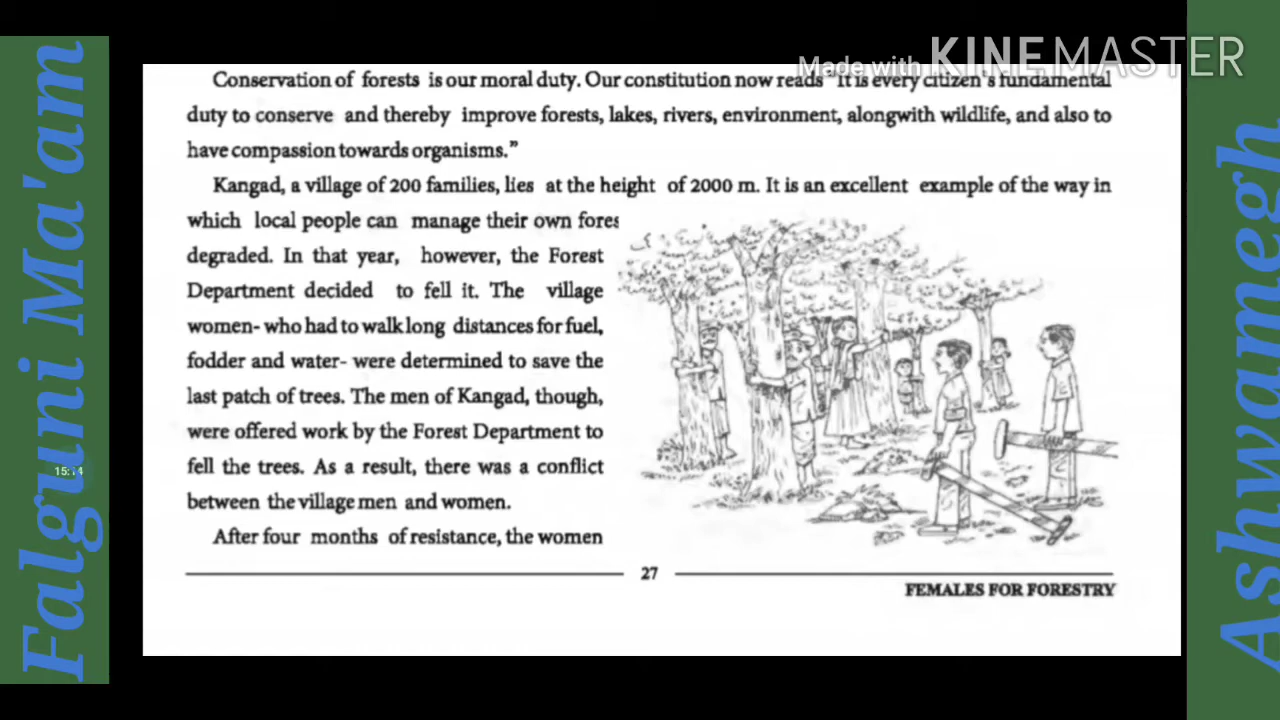 Made with KINEMASTER
Conservation of forests is our moral duty. Our constitution now reads "It is every citizen's fundamental
duty to conserve and thereby improve forests, lakes, rivers, environment, alongwith wildlife, and also to
have compassion towards organisms."
Kangad, a village of 200 families, lies at the height of 2000 m. It is an excellent example of the way in
which local people can manage their own fores
degraded. In that year, however, the Forest
Department decided to fell it. The village
women- who had to walk long distances for fuel,
fodder and water- were determined to save the
last patch of trees. The men of Kangad, though,
were offered work by the Forest Department to
fell the trees. As a result, there was a conflict
between the village men and women.
After four months of resistance, the women
27
FEMALES FOR FORESTRY
Falguni Ma'am
15:14
Ashwamegh